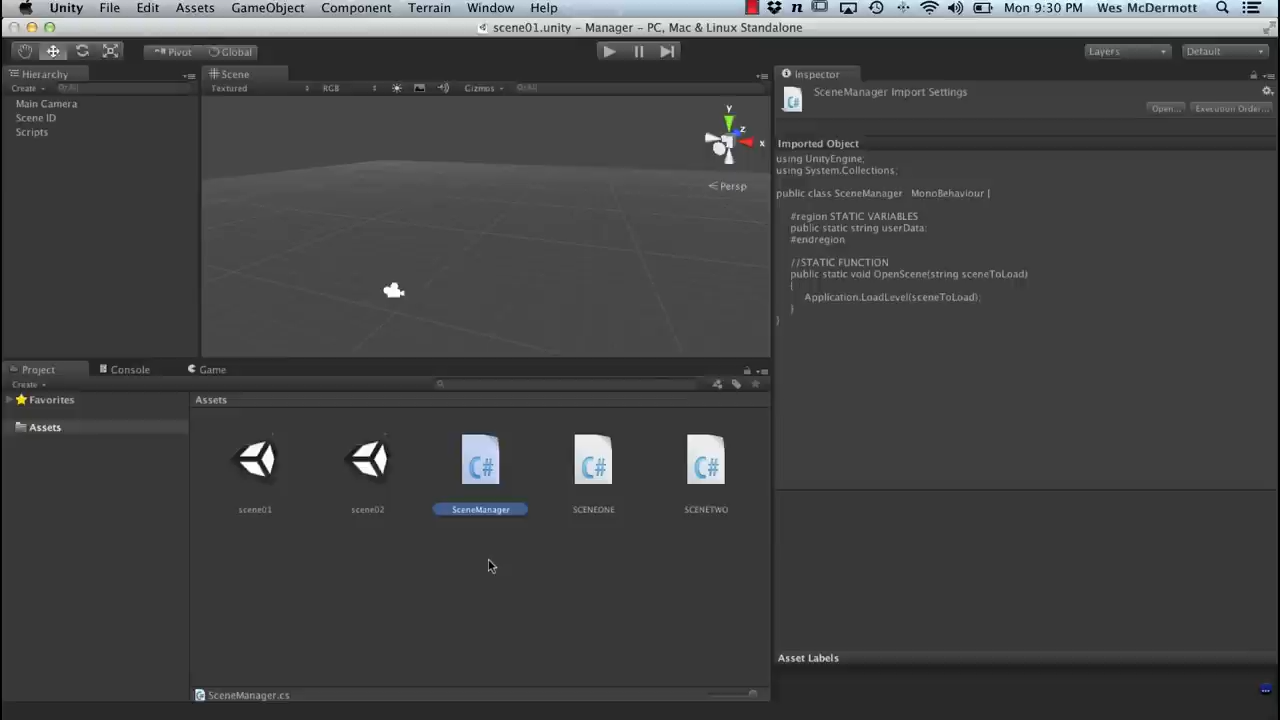 Unity File Edit Assets GameObject Component Terrain Window Help Mon 9:30 PM Wes McDermott
scene01.unity - Manager - PC, Mac & Linux Standalone
Pivot Global Layers Default
Hierarchy
Create All
Main Camera
Scene ID
Scripts
Scene
Textured RGB Gizmos All
y
z
x
Persp
Inspector
SceneManager Import Settings
C#
Open... Execution Order...
Imported Object
using UnityEngine;
using System.Collections;
public class SceneManager MonoBehaviour {
#region STATIC VARIABLES
public static string userData;
#endregion
//STATIC FUNCTION
public static void OpenScene(string sceneToLoad)
{
Application.LoadLevel(sceneToLoad);
}
}
Project Console Game
Create
Favorites
Assets
Assets
C# C# C#
scene01 scene02 SceneManager SCENEONE SCENETWO
SceneManager.cs
Asset Labels